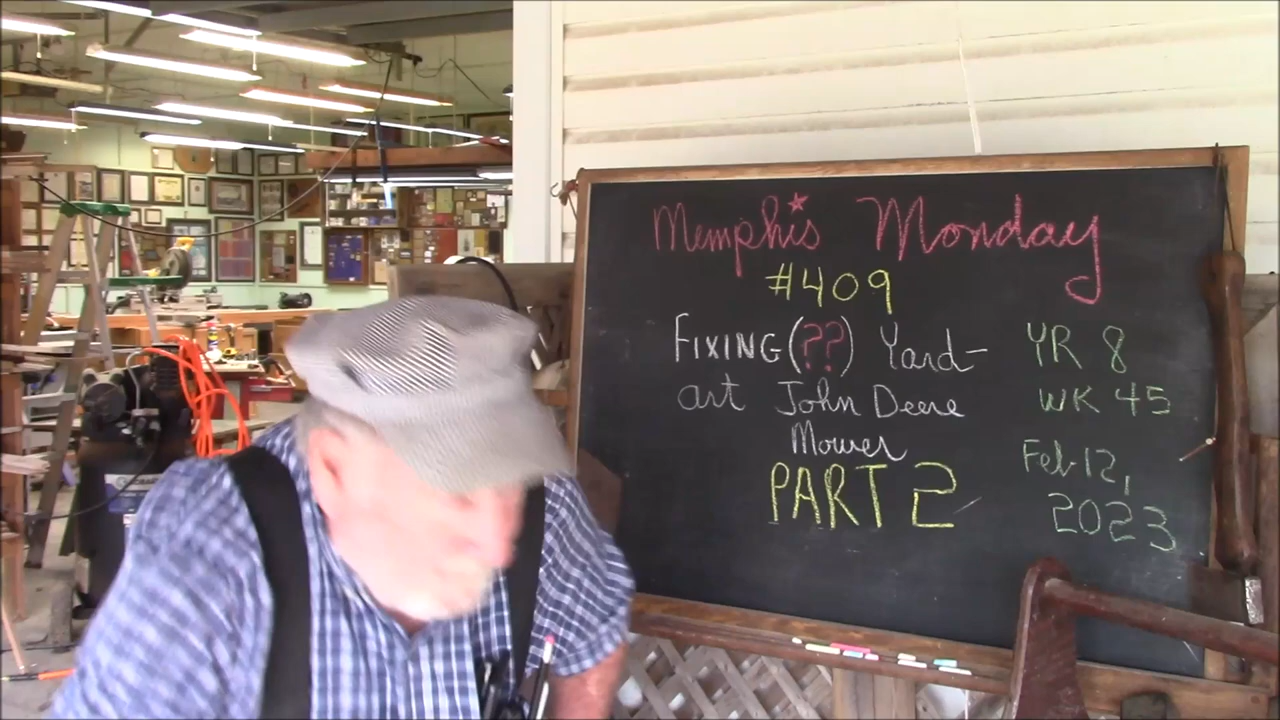 Memphis Monday
#409
FIXING (??) Yard-
art John Deere
Mower
PART 2
YR 8
WK 45
Feb 12,
2023